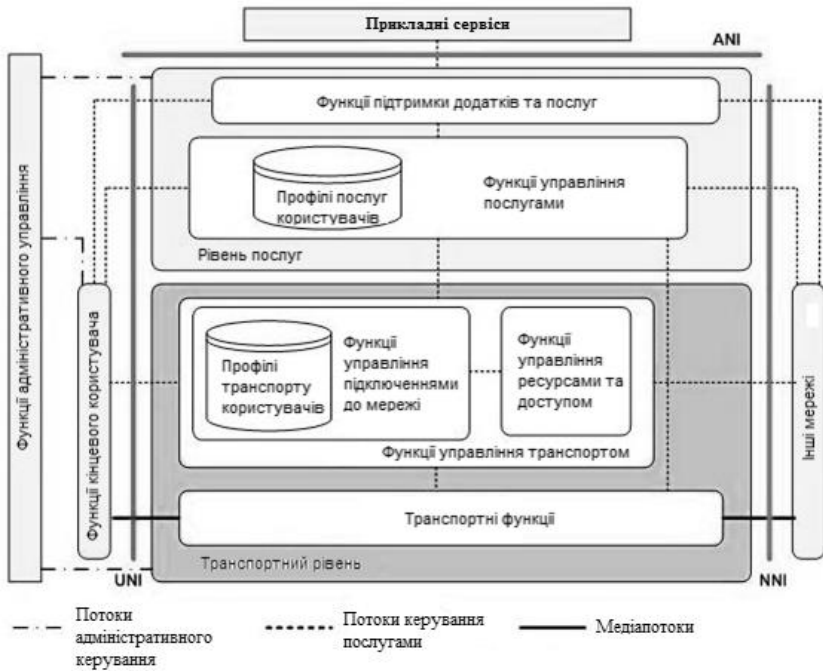 Прикладні сервіси
ANI
Функції підтримки додатків та послуг
Профілі послуг
користувачів
Функції управління
послугами
Рівень послуг
Функції адміністративного управління
Функції кінцевого користувача
Профілі
транспорту
користувачів
Функції
управління
підключеннями
до мережі
Функції
управління
ресурсами та
доступом
Функції управління транспортом
Інші мережі
Транспортні функції
Транспортний рівень
UNI
NNI
Потоки
адміністративного
керування
Потоки керування
послугами
Медіапотоки